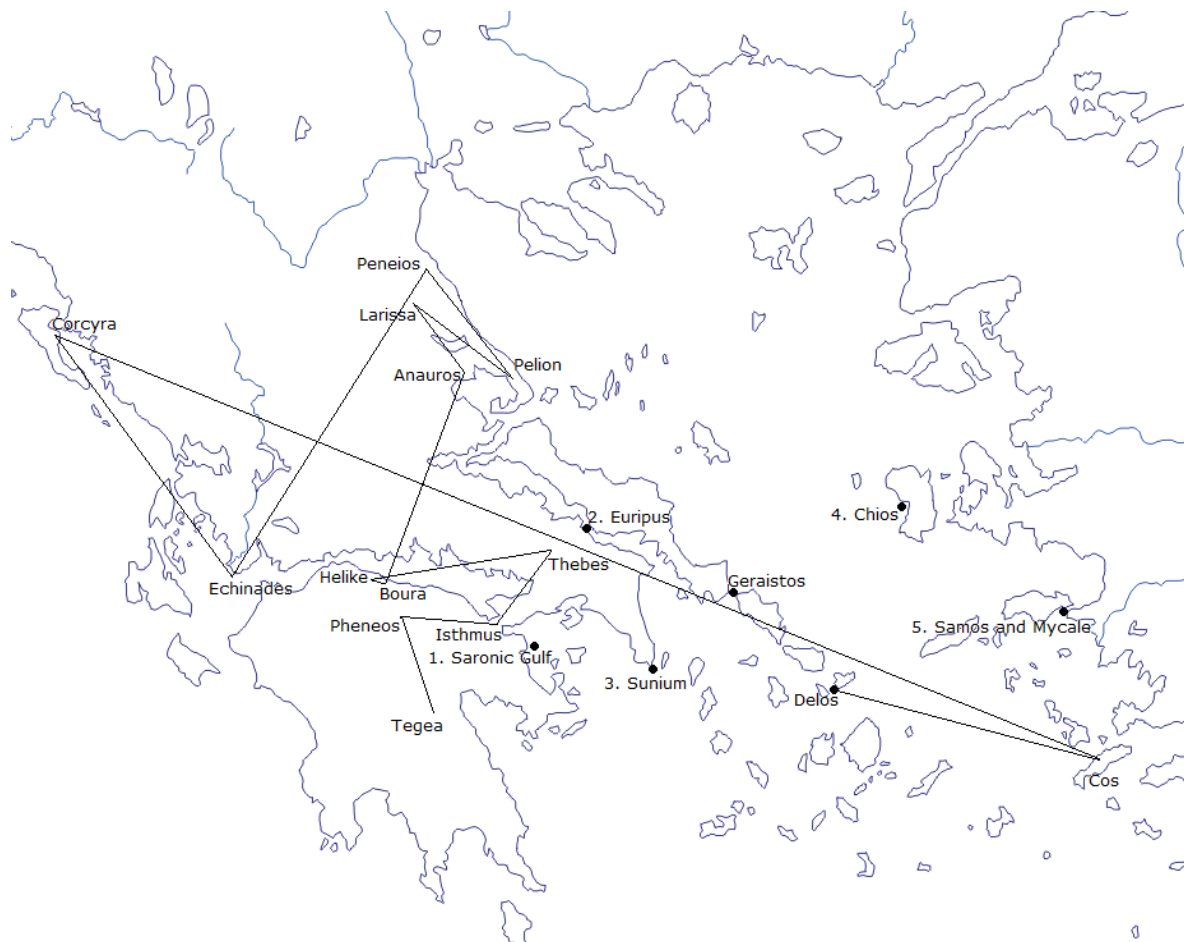 Peneios
Larissa
Corcyra
Pelion
Anauros
4. Chios
2. Euripus
Thebes
Helike
Geraistos
Echinades
Boura
Pheneos
Isthmus
5. Samos and Mycale
1. Saronic Gulf
3. Sunium
Delos
Tegea
Cos